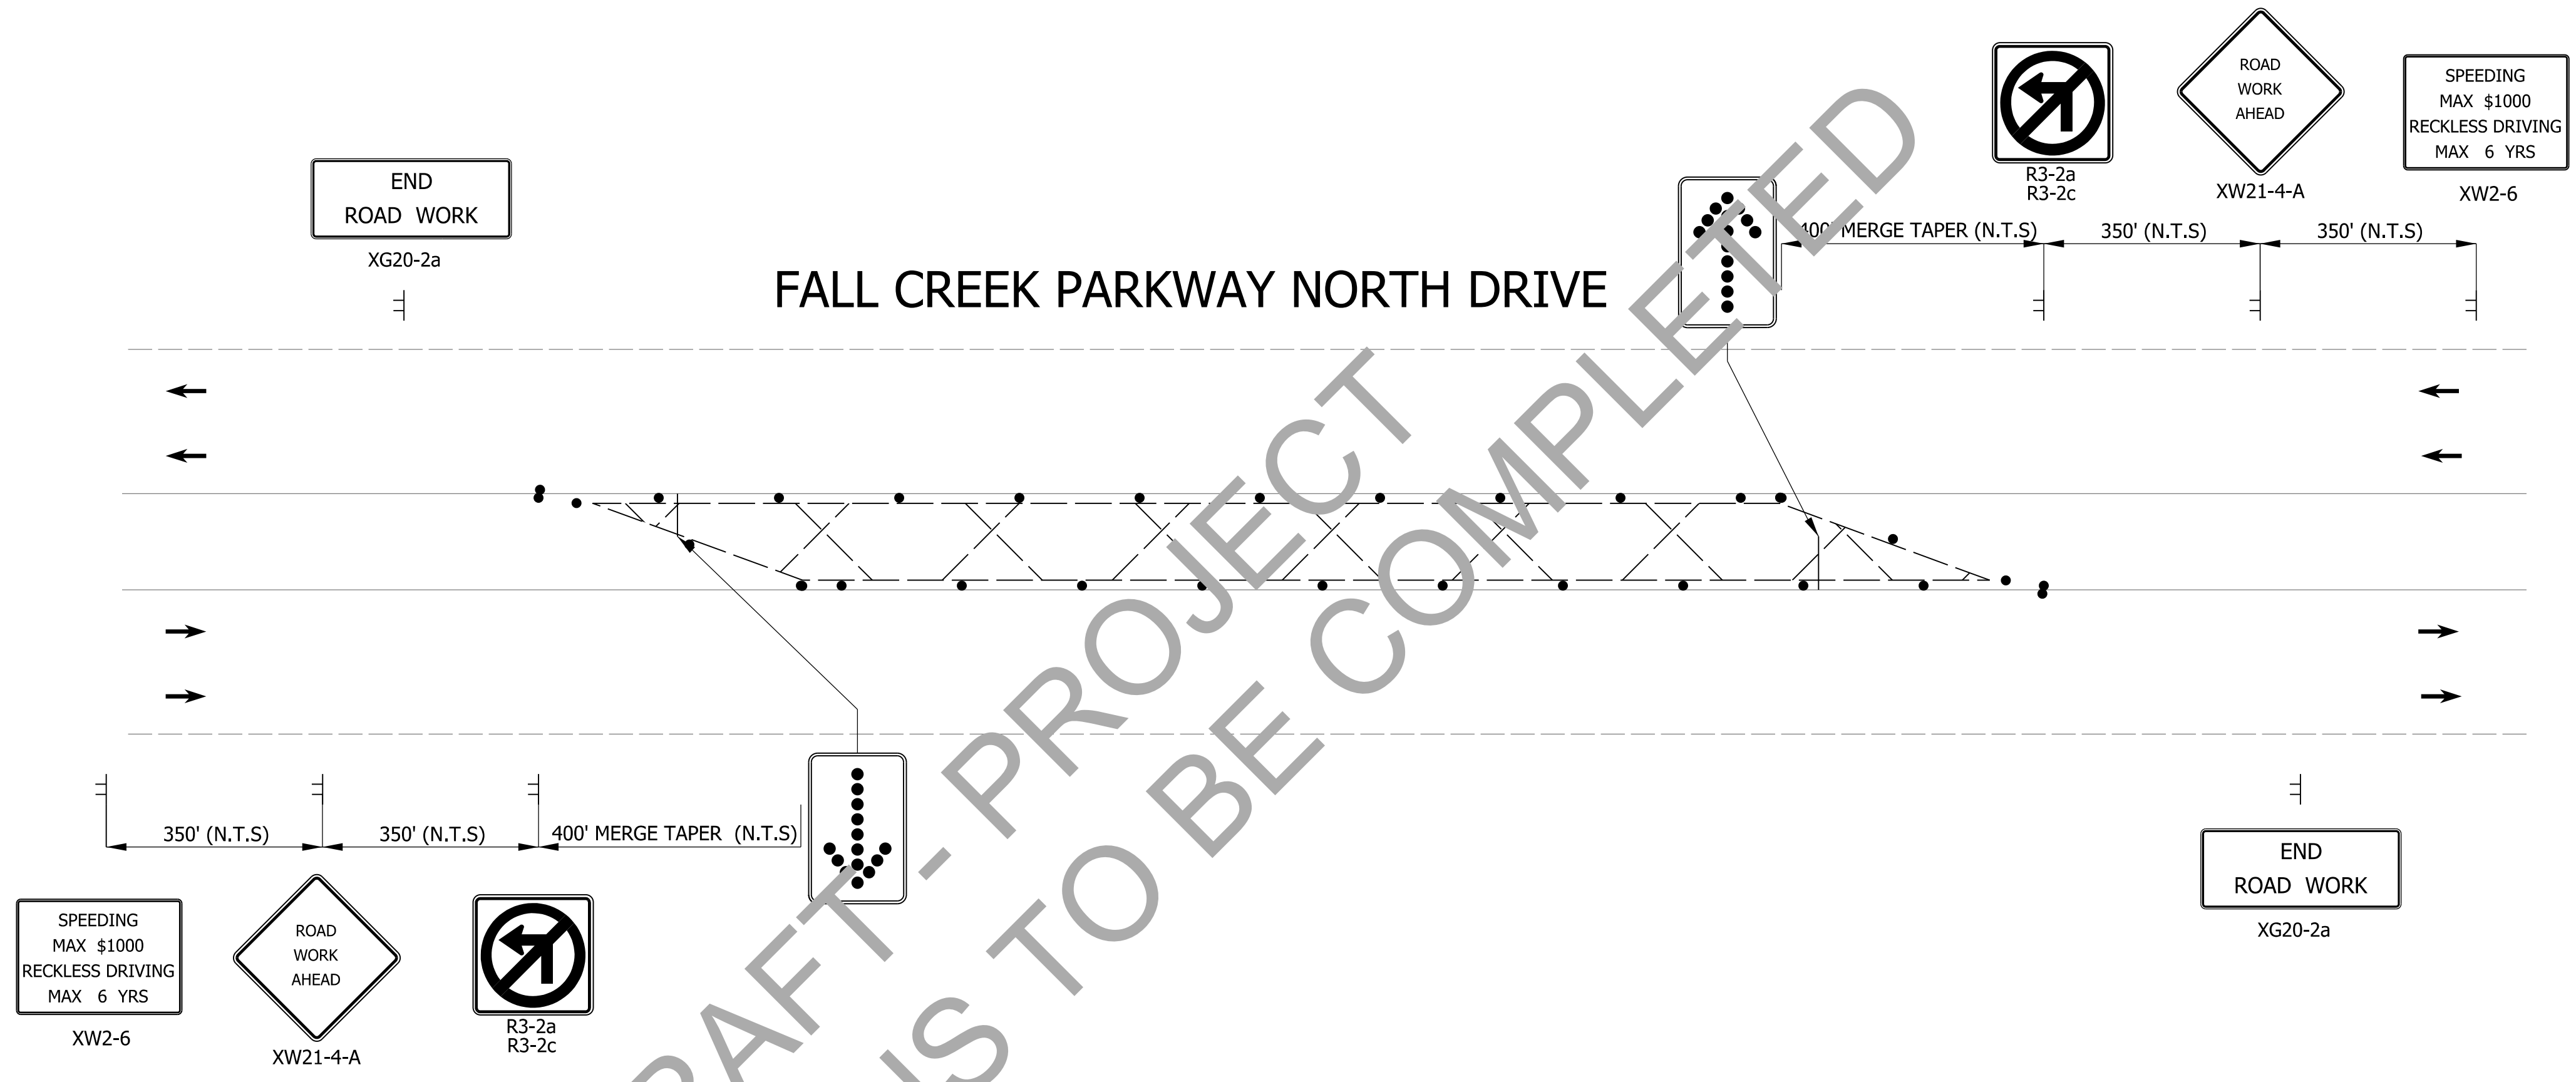 SPEEDING
MAX $1000
RECKLESS DRIVING
MAX 6 YRS
XW2-6
ROAD
WORK
AHEAD
XW21-4-A
R3-2a
R3-2c
400' MERGE TAPER (N.T.S)
350' (N.T.S)
350' (N.T.S)
END
ROAD WORK
XG20-2a
FALL CREEK PARKWAY NORTH DRIVE
350' (N.T.S)
350' (N.T.S)
400' MERGE TAPER (N.T.S)
END
ROAD WORK
XG20-2a
SPEEDING
MAX $1000
RECKLESS DRIVING
MAX 6 YRS
XW2-6
ROAD
WORK
AHEAD
XW21-4-A
R3-2a
R3-2c
- PROJECT
TO BE COMPLETED